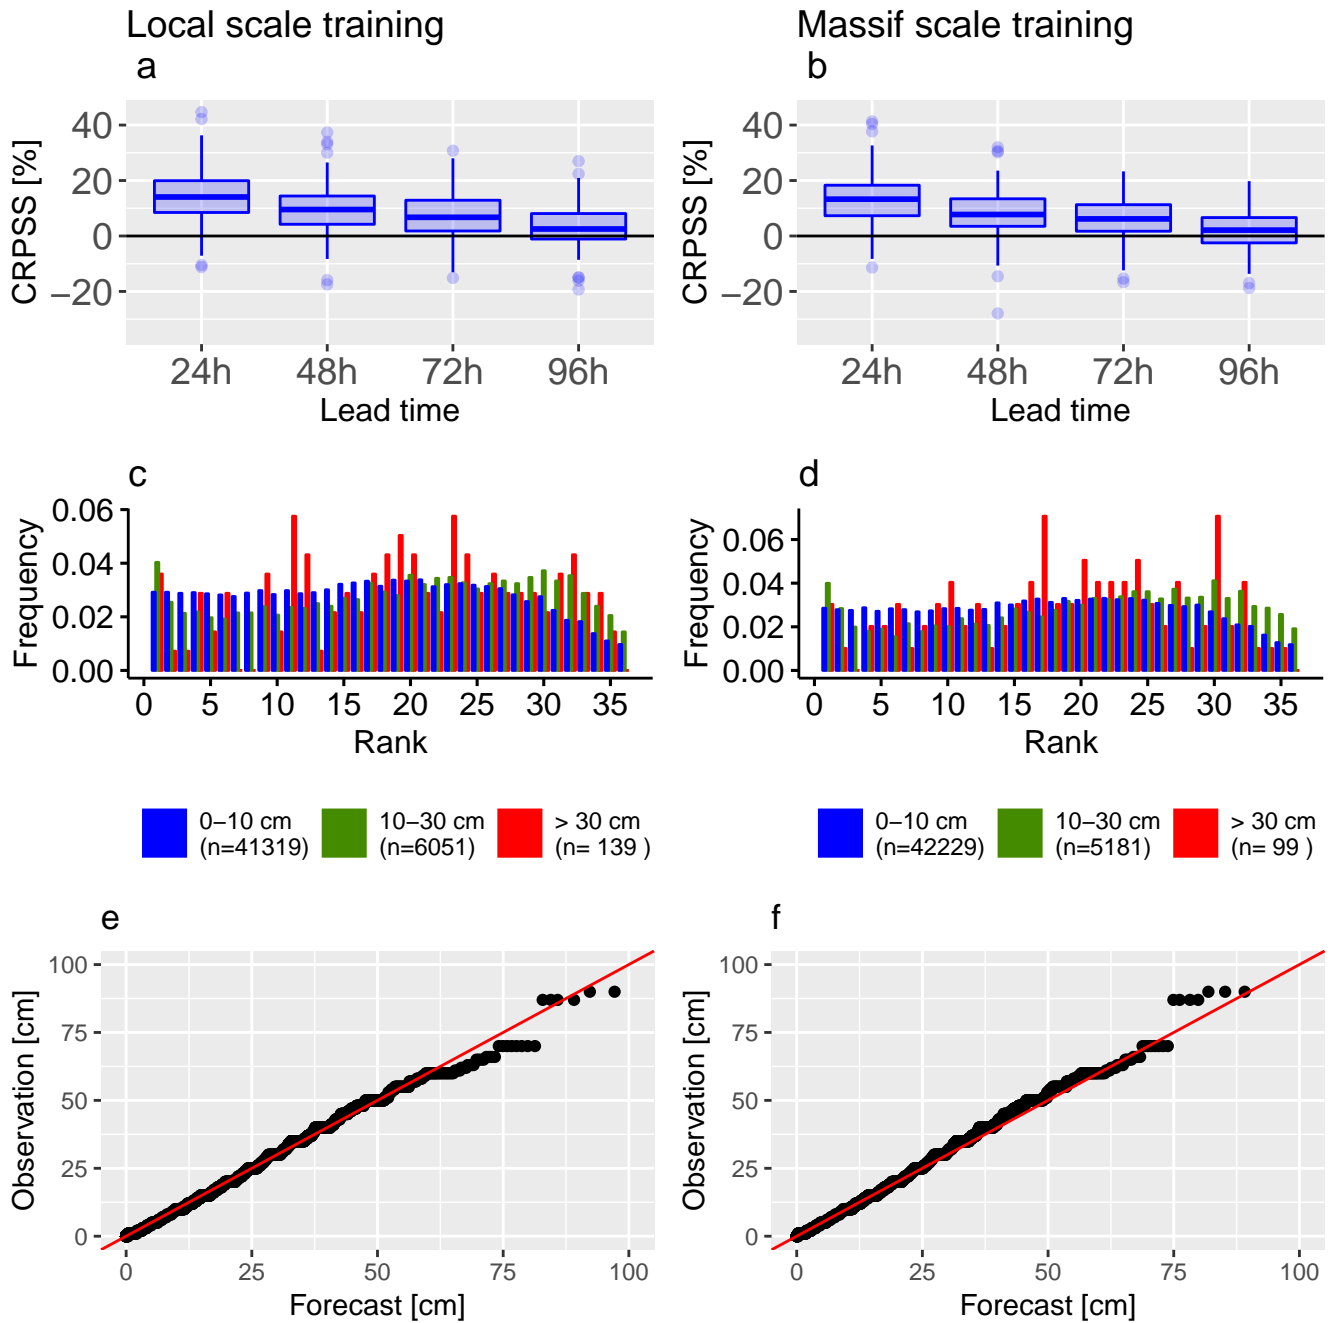 Local scale training
Massif scale training
a
b
CRPSS [%]
40
20
0
−20
24h 48h 72h 96h
Lead time
CRPSS [%]
40
20
0
−20
24h 48h 72h 96h
Lead time
c
d
Frequency
0.06
0.04
0.02
0.00
0 5 10 15 20 25 30 35
Rank
Frequency
0.06
0.04
0.02
0.00
0 5 10 15 20 25 30 35
Rank
0−10 cm
(n=41319)
10−30 cm
(n=6051)
> 30 cm
(n= 139 )
0−10 cm
(n=42229)
10−30 cm
(n=5181)
> 30 cm
(n= 99 )
e
f
Observation [cm]
100
75
50
25
0
0 25 50 75 100
Forecast [cm]
Observation [cm]
100
75
50
25
0
0 25 50 75 100
Forecast [cm]